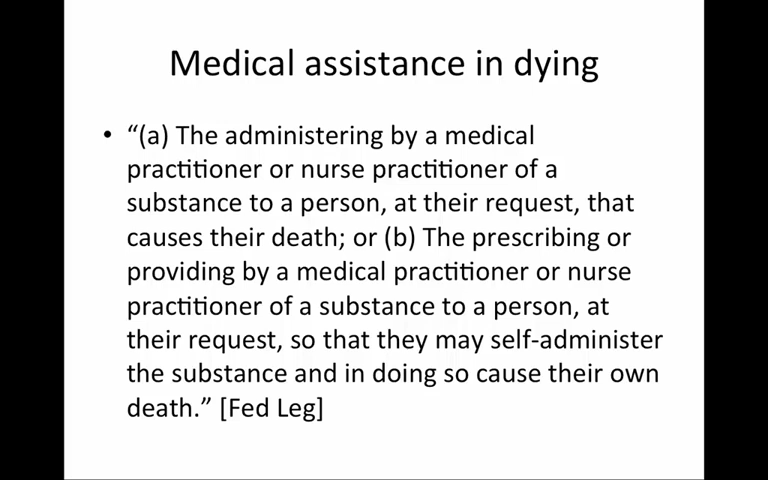 Medical assistance in dying
• “(a) The administering by a medical
practitioner or nurse practitioner of a
substance to a person, at their request, that
causes their death; or (b) The prescribing or
providing by a medical practitioner or nurse
practitioner of a substance to a person, at
their request, so that they may self-administer
the substance and in doing so cause their own
death.” [Fed Leg]